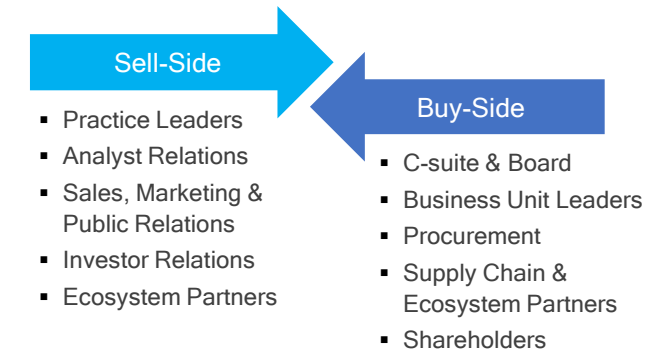 Sell-Side
▪ Practice Leaders
▪ Analyst Relations
▪ Sales, Marketing &
Public Relations
▪ Investor Relations
▪ Ecosystem Partners
Buy-Side
▪ C-suite & Board
▪ Business Unit Leaders
▪ Procurement
▪ Supply Chain &
Ecosystem Partners
▪ Shareholders